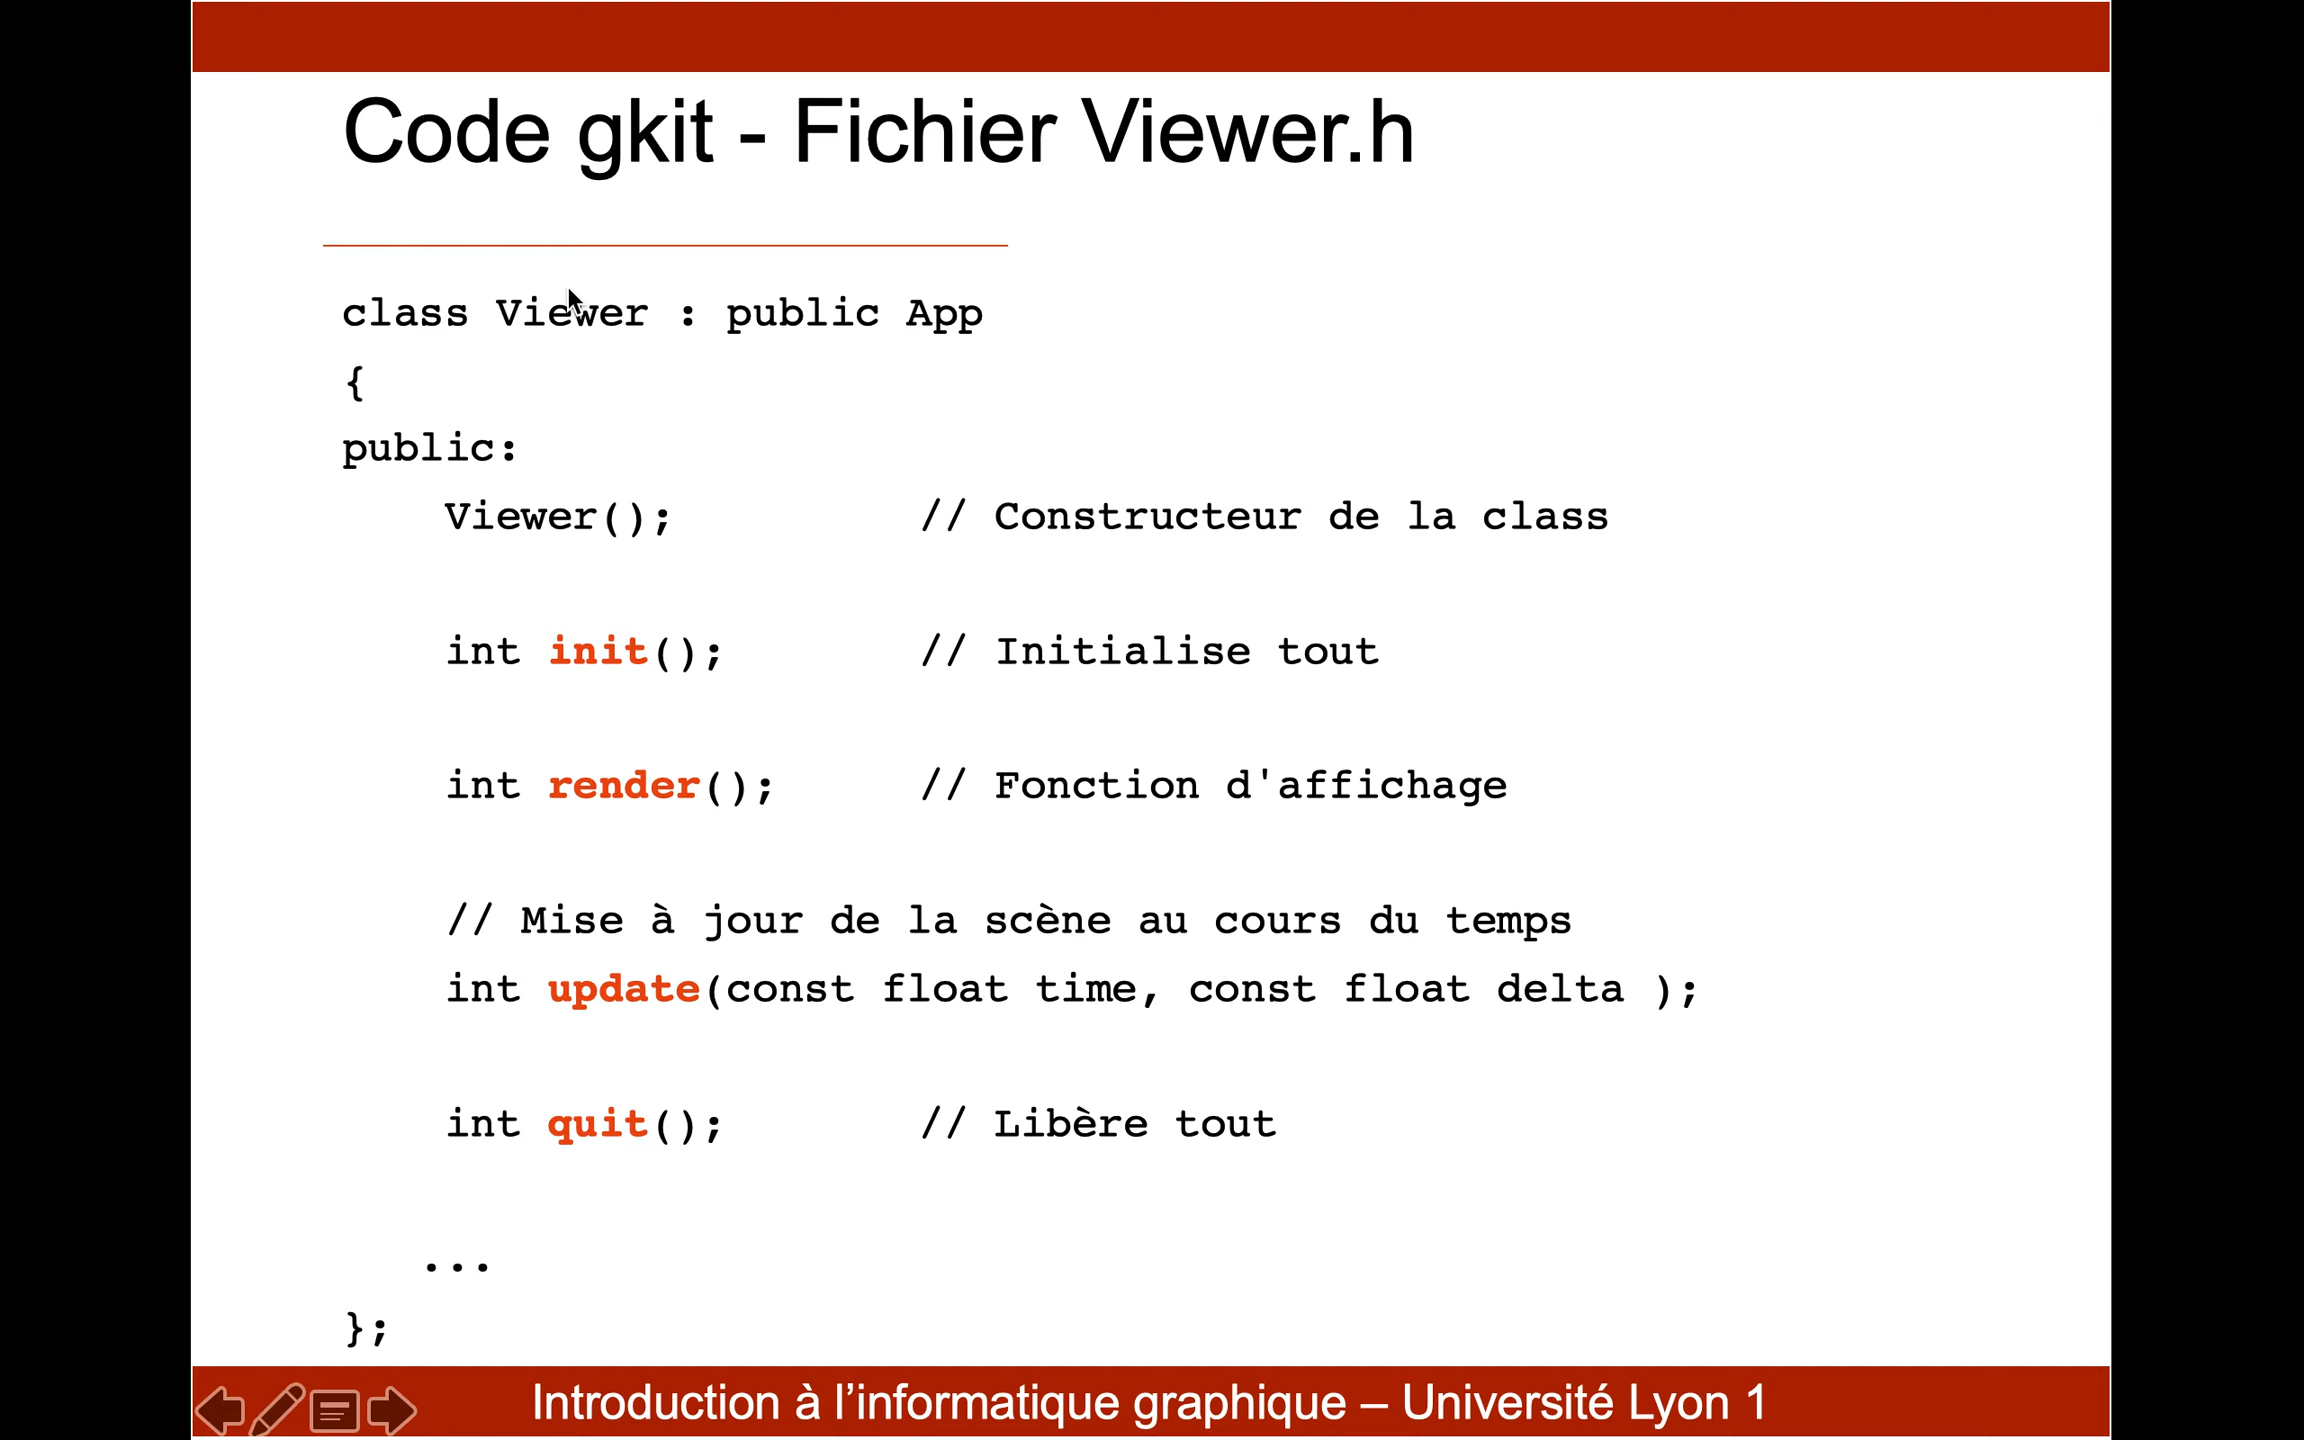 Code gkit - Fichier Viewer.h
class Viewer : public App
{
public:
Viewer(); // Constructeur de la class
int init(); // Initialise tout
int render(); // Fonction d'affichage
// Mise à jour de la scène au cours du temps
int update(const float time, const float delta );
int quit(); // Libère tout
...
};
Introduction à l’informatique graphique – Université Lyon 1